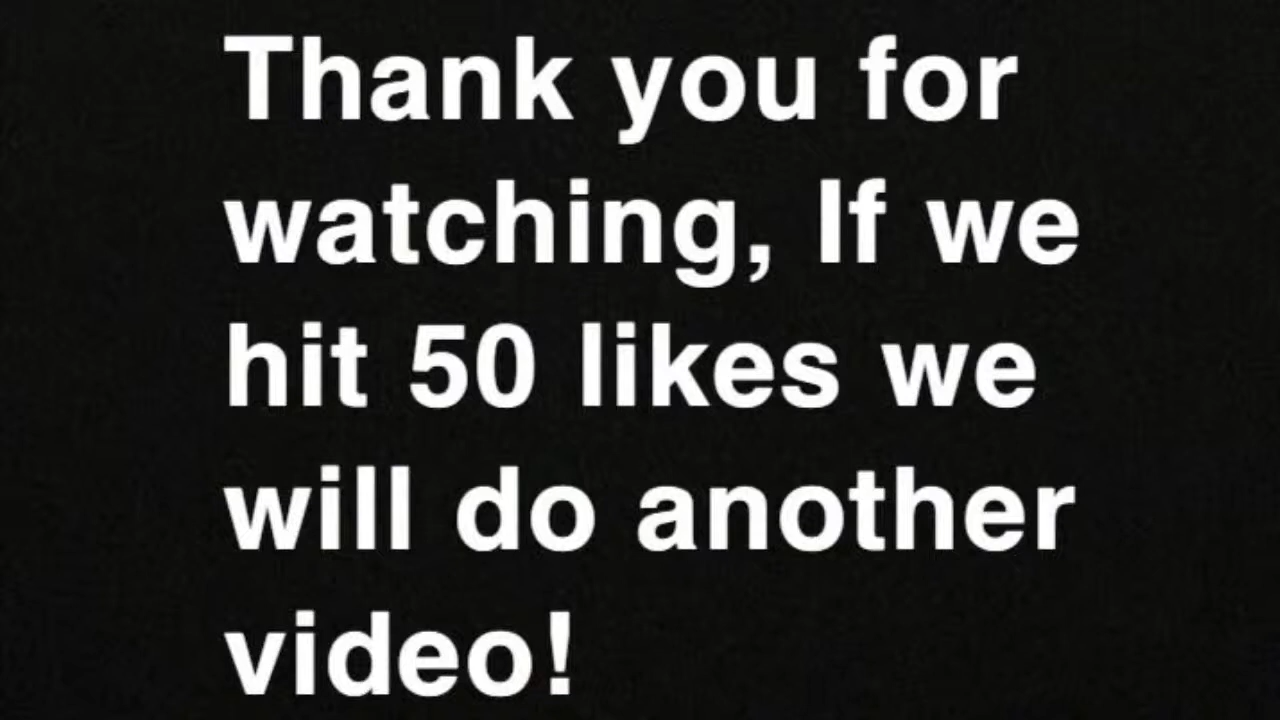 Thank you for
watching, If we
hit 50 likes we
will do another
video!